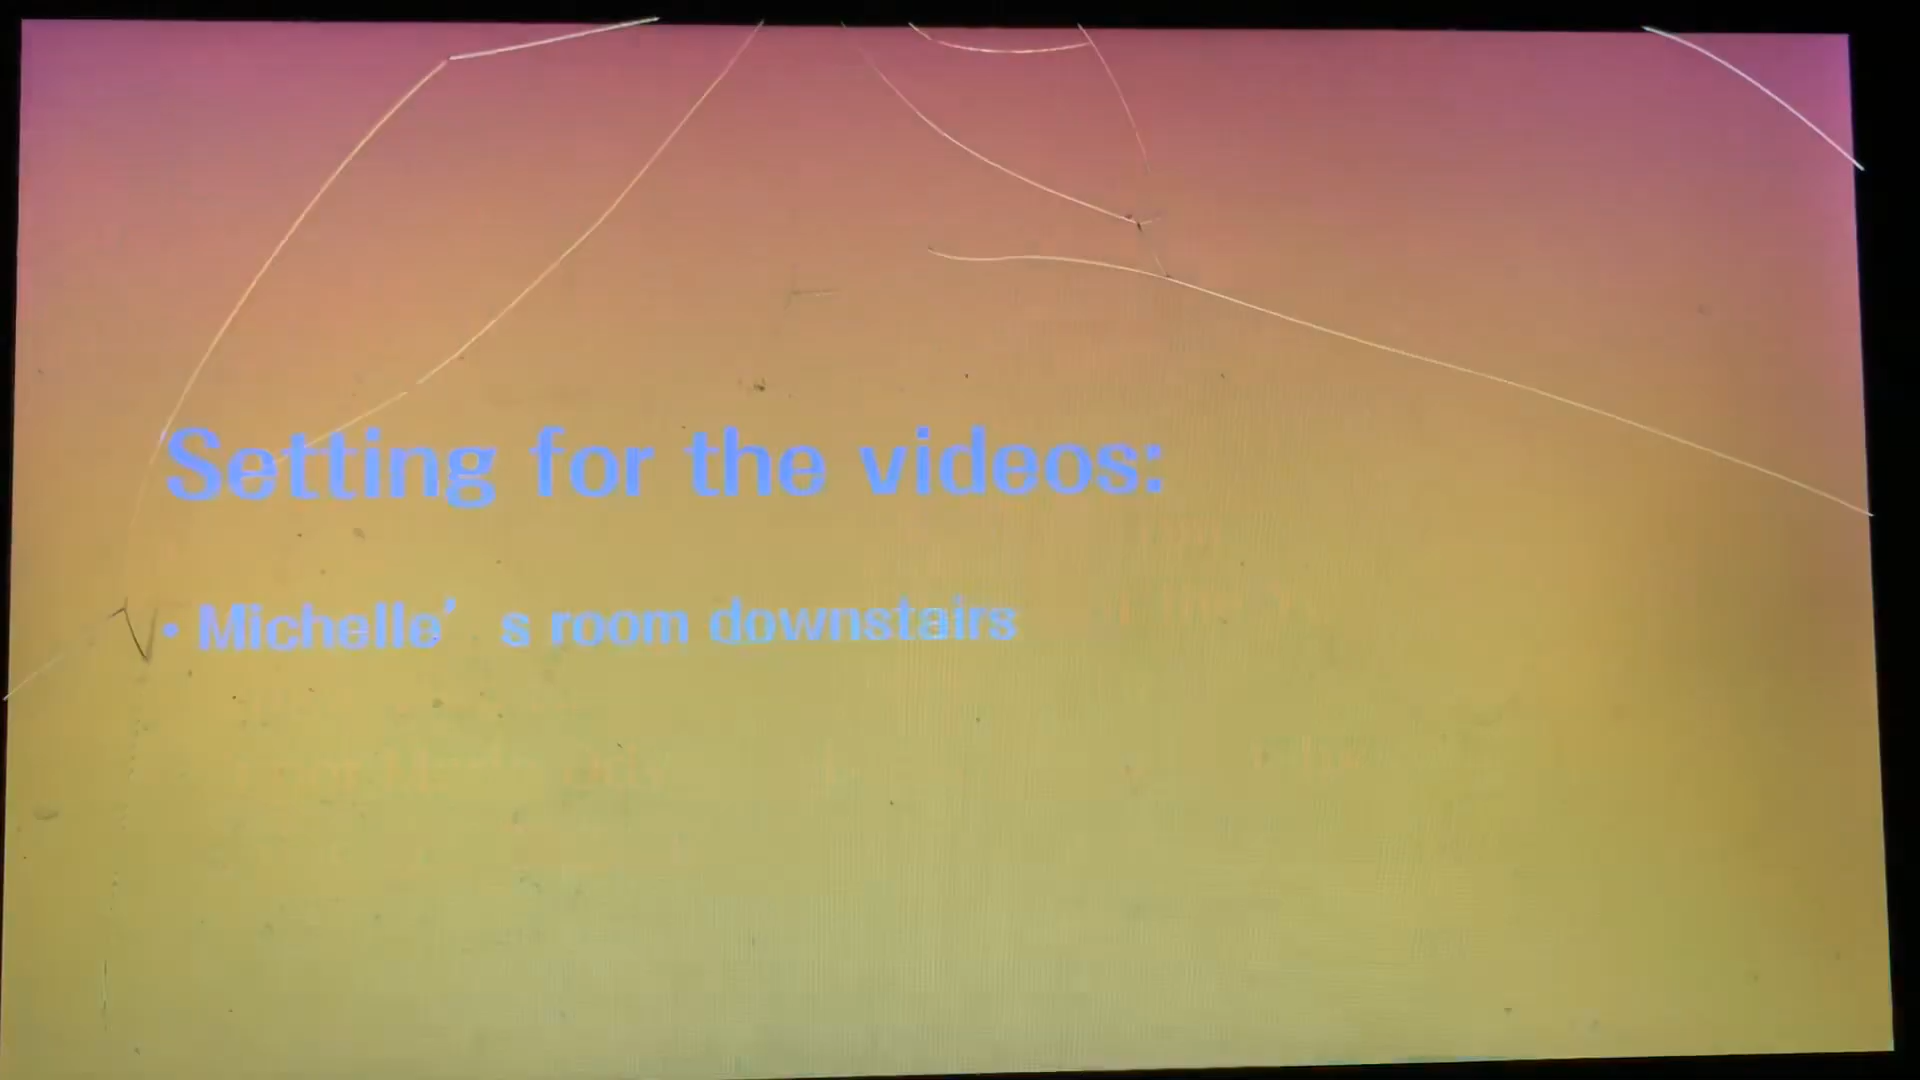 Setting for the videos:
• Michelle’s room downstairs